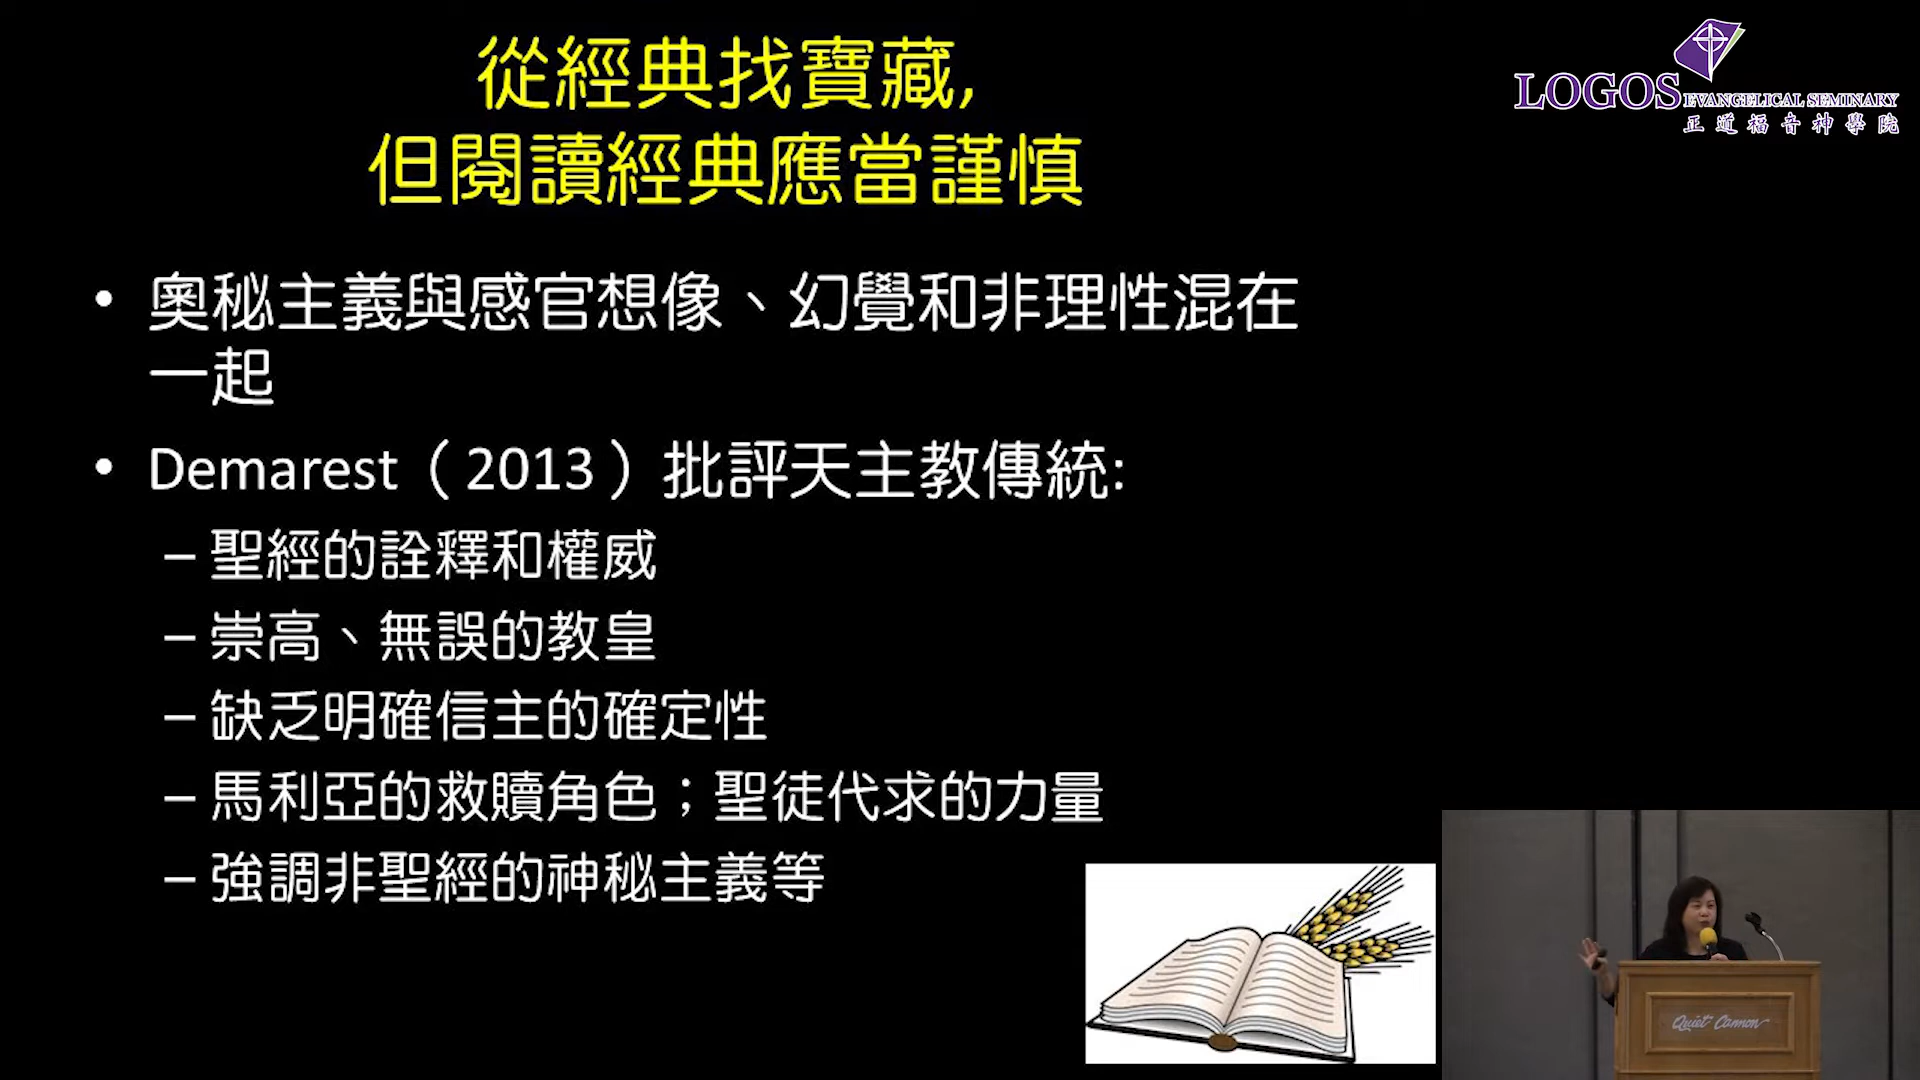 從經典找寶藏,
但閱讀經典應當謹慎
LOGOS EVANGELICAL SEMINARY
正道福音神學院
• 奧秘主義與感官想像、幻覺和非理性混在
一起
• Demarest（2013）批評天主教傳統:
– 聖經的詮釋和權威
– 崇高、無誤的教皇
– 缺乏明確信主的確定性
– 馬利亞的救贖角色；聖徒代求的力量
– 強調非聖經的神秘主義等
Quiet Cannon